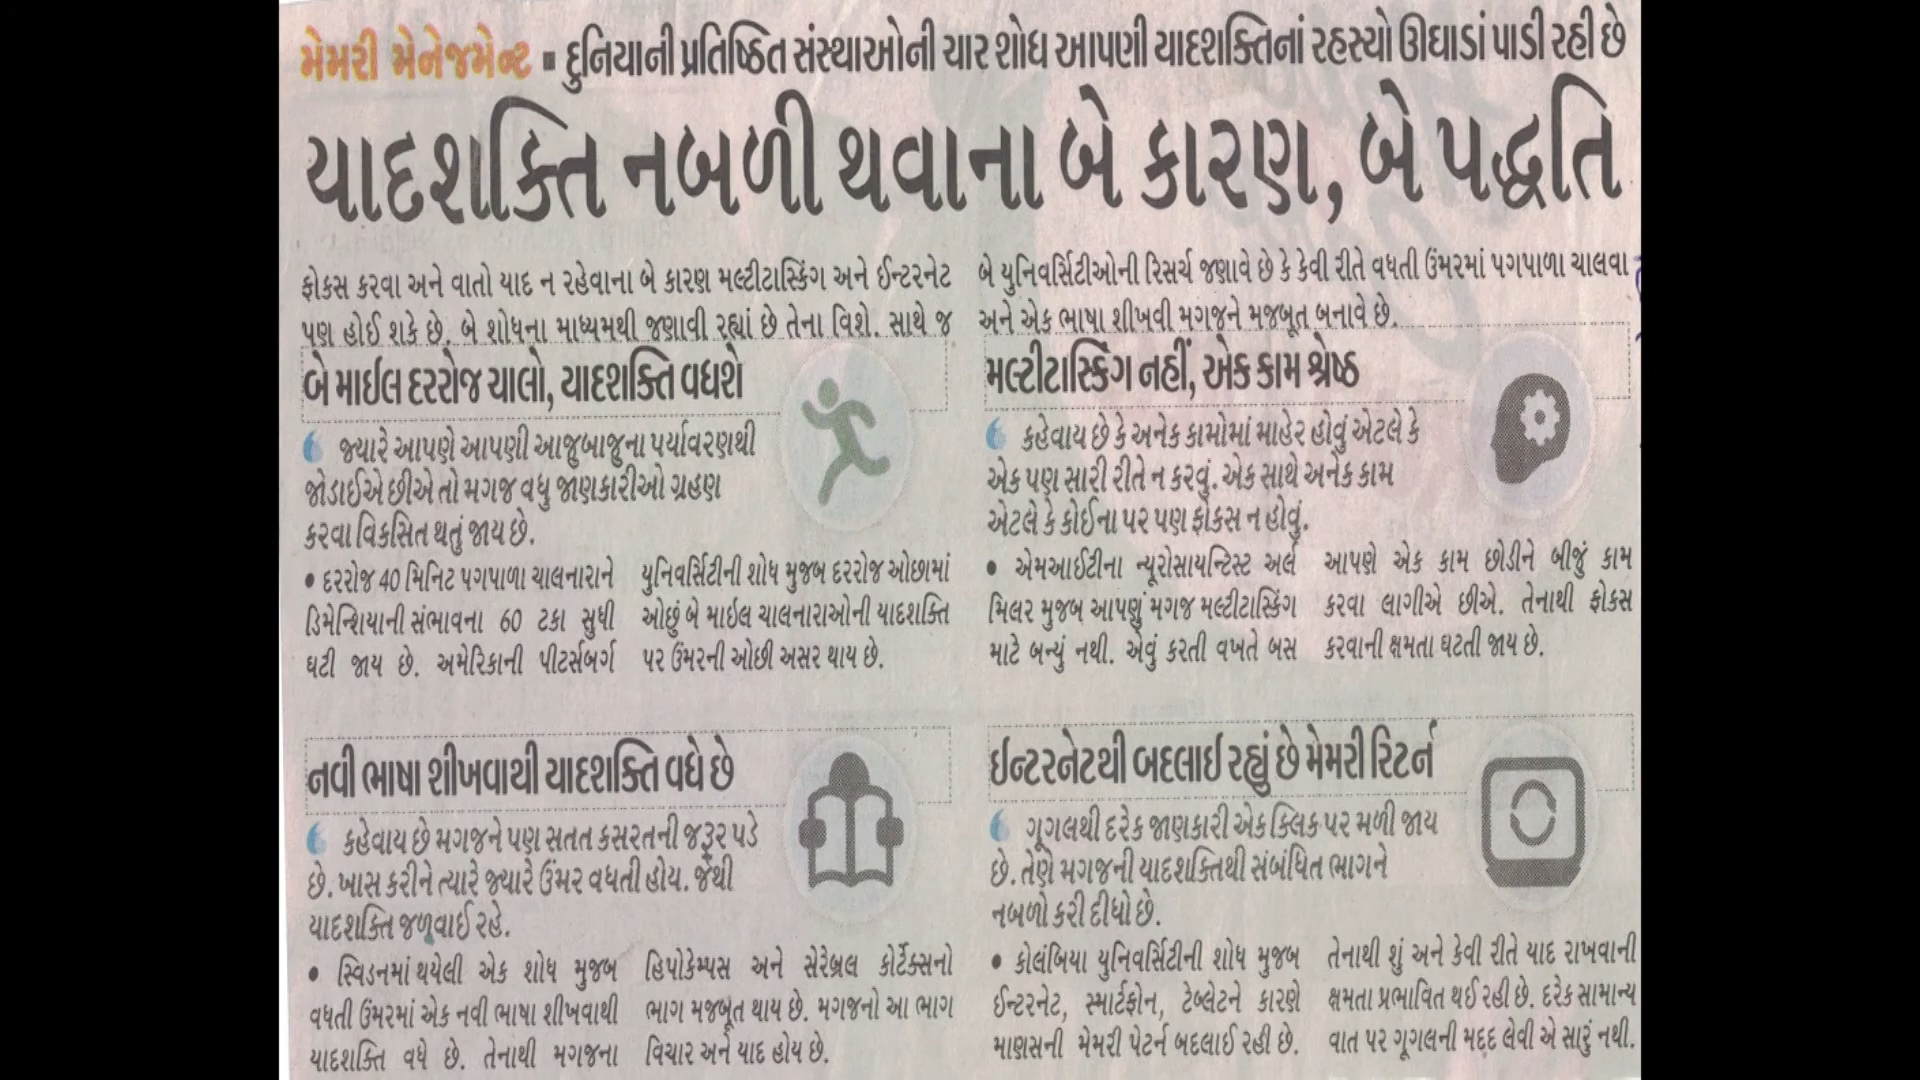 મેમરી મેનેજમેન્ટ ▪ દુનિયાની પ્રતિષ્ઠિત સંસ્થાઓની ચાર શોધ આપણી યાદશક્તિનાં રહસ્યો ઊઘાડાં પાડી રહી છે
યાદશક્તિ નબળી થવાના બે કારણ, બે પદ્ધતિ
ફોકસ કરવા અને વાતો યાદ ન રહેવાના બે કારણ મલ્ટીટાસ્કિંગ અને ઈન્ટરનેટ
પણ હોઈ શકે છે. બે શોધના માધ્યમથી જણાવી રહ્યાં છે તેના વિશે. સાથે જ
બે યુનિવર્સિટીઓની રિસર્ચ જણાવે છે કે કેવી રીતે વધતી ઉંમરમાં પગપાળા ચાલવા
અને એક ભાષા શીખવી મગજને મજબૂત બનાવે છે.
બે માઈલ દરરોજ ચાલો, યાદશક્તિ વધશે
જ્યારે આપણે આપણી આજુબાજુના પર્યાવરણથી
જોડાઈએ છીએ તો મગજ વધુ જાણકારીઓ ગ્રહણ
કરવા વિકસિત થતું જાય છે.
• દરરોજ 40 મિનિટ પગપાળા ચાલનારાને
ડિમેન્શિયાની સંભાવના 60 ટકા સુધી
ઘટી જાય છે. અમેરિકાની પીટર્સબર્ગ
યુનિવર્સિટીની શોધ મુજબ દરરોજ ઓછામાં
ઓછું બે માઈલ ચાલનારાઓની યાદશક્તિ
પર ઉંમરની ઓછી અસર થાય છે.
મલ્ટીટાસ્કિંગ નહીં, એક કામ શ્રેષ્ઠ
કહેવાય છે કે અનેક કામોમાં માહેર હોવું એટલે કે
એક પણ સારી રીતે ન કરવું. એક સાથે અનેક કામ
એટલે કે કોઈના પર પણ ફોકસ ન હોવું.
• એમઆઈટીના ન્યૂરોસાયન્ટિસ્ટ અર્લ
મિલર મુજબ આપણું મગજ મલ્ટીટાસ્કિંગ
માટે બન્યું નથી. એવું કરતી વખતે બસ
આપણે એક કામ છોડીને બીજું કામ
કરવા લાગીએ છીએ. તેનાથી ફોકસ
કરવાની ક્ષમતા ઘટતી જાય છે.
નવી ભાષા શીખવાથી યાદશક્તિ વધે છે
કહેવાય છે મગજને પણ સતત કસરતની જરૂર પડે
છે. ખાસ કરીને ત્યારે જ્યારે ઉંમર વધતી હોય. જેથી
યાદશક્તિ જળવાઈ રહે.
• સ્વિડનમાં થયેલી એક શોધ મુજબ
વધતી ઉંમરમાં એક નવી ભાષા શીખવાથી
યાદશક્તિ વધે છે. તેનાથી મગજના
હિપોકેમ્પસ અને સેરેબ્રલ કોર્ટેક્સનો
ભાગ મજબૂત થાય છે. મગજનો આ ભાગ
વિચાર અને યાદ હોય છે.
ઈન્ટરનેટથી બદલાઈ રહ્યું છે મેમરી રિટર્ન
ગૂગલથી દરેક જાણકારી એક ક્લિક પર મળી જાય
છે. તેણે મગજની યાદશક્તિથી સંબંધિત ભાગને
નબળો કરી દીધો છે.
• કોલંબિયા યુનિવર્સિટીની શોધ મુજબ
ઈન્ટરનેટ, સ્માર્ટફોન, ટેબ્લેટને કારણે
માણસની મેમરી પેટર્ન બદલાઈ રહી છે.
તેનાથી શું અને કેવી રીતે યાદ રાખવાની
ક્ષમતા પ્રભાવિત થઈ રહી છે. દરેક સામાન્ય
વાત પર ગૂગલની મદદ લેવી એ સારું નથી.